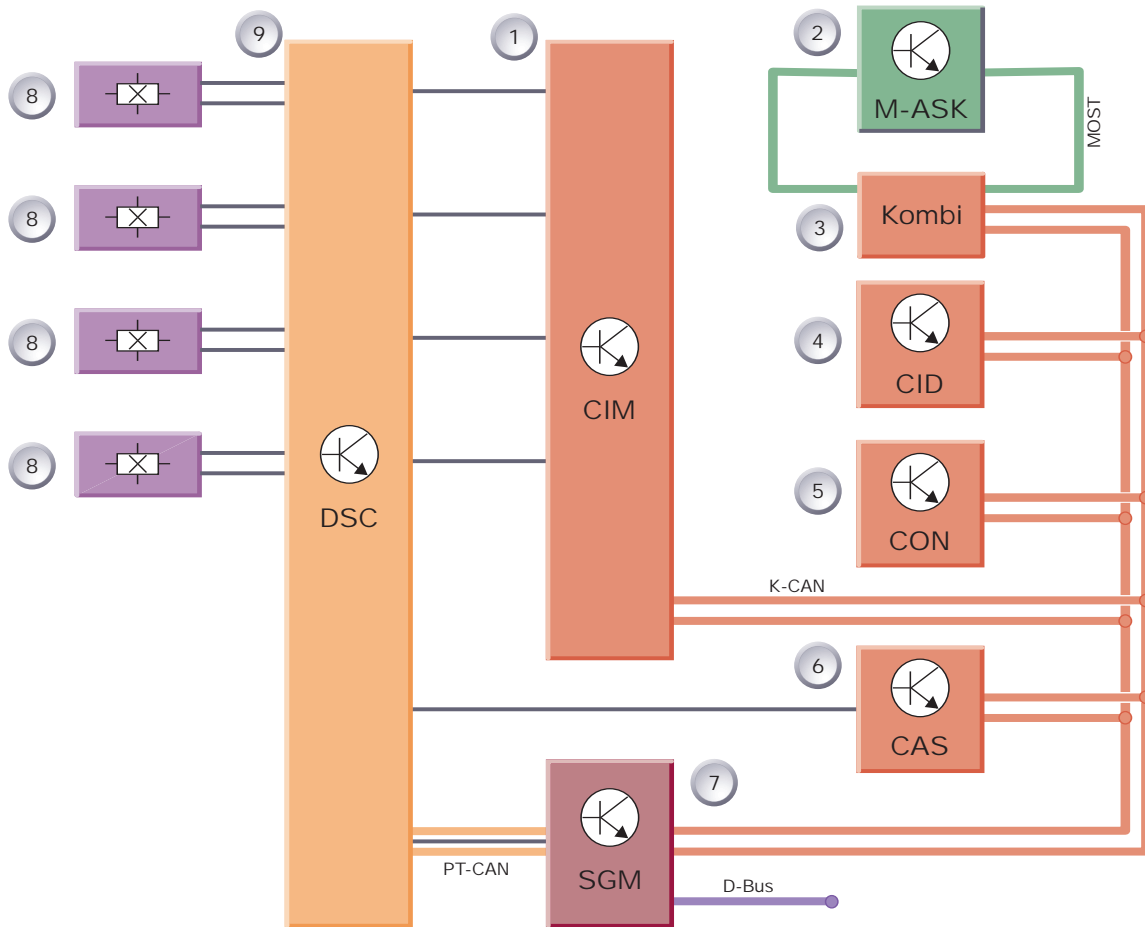 9
1
2
8
M-ASK
MOST
8
3
Kombi
8
4
CID
CIM
8
5
DSC
CON
K-CAN
6
CAS
7
PT-CAN
SGM
D-Bus